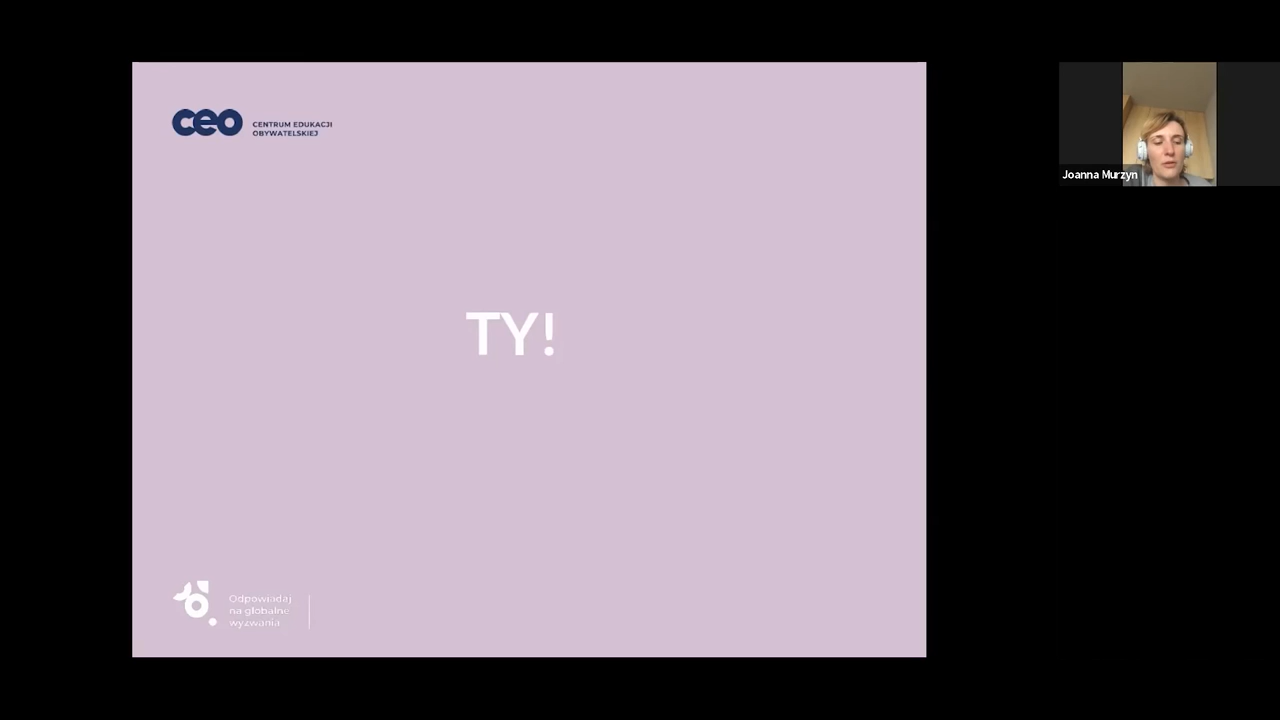 ceo
CENTRUM EDUKACJI
OBYWATELSKIEJ
Joanna Murzyn
TY!
Odpowiadaj
na globalne
wyzwania